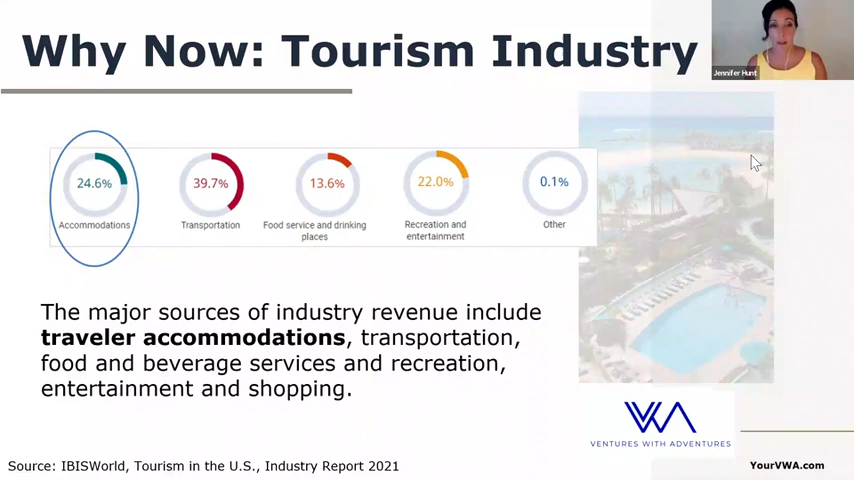 Why Now: Tourism Industry
Jennifer Hunt
24.6%
39.7%
13.6%
22.0%
0.1%
Accommodations
Transportation
Food service and drinking
places
Recreation and
entertainment
Other
The major sources of industry revenue include
traveler accommodations, transportation,
food and beverage services and recreation,
entertainment and shopping.
VWA
VENTURES WITH ADVENTURES
Source: IBISWorld, Tourism in the U.S., Industry Report 2021
YourVWA.com